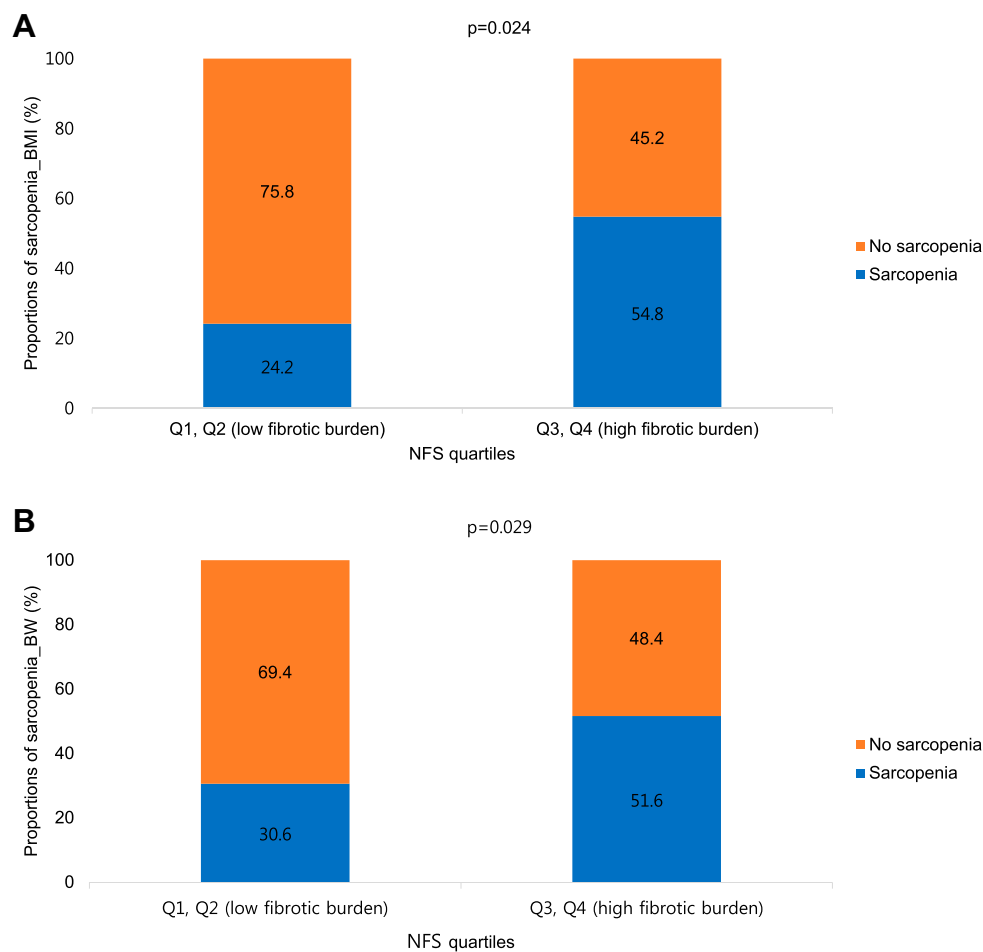 A
p=0.024
Proportions of sarcopenia_BMI (%)
100
80
60
40
20
0
75.8
24.2
45.2
54.8
No sarcopenia
Sarcopenia
Q1, Q2 (low fibrotic burden)
Q3, Q4 (high fibrotic burden)
NFS quartiles
B
p=0.029
Proportions of sarcopenia_BW (%)
100
80
60
40
20
0
69.4
30.6
48.4
51.6
No sarcopenia
Sarcopenia
Q1, Q2 (low fibrotic burden)
Q3, Q4 (high fibrotic burden)
NFS quartiles